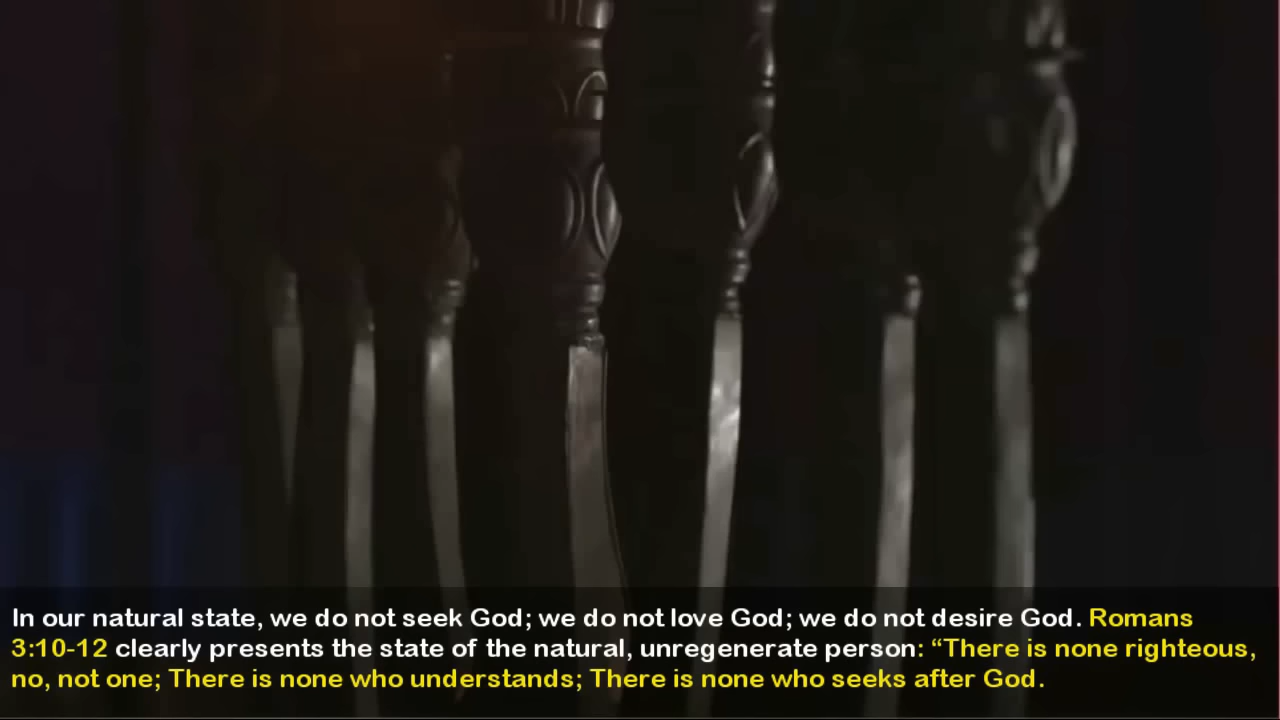 In our natural state, we do not seek God; we do not love God; we do not desire God. Romans
3:10-12 clearly presents the state of the natural, unregenerate person: “There is none righteous,
no, not one; There is none who understands; There is none who seeks after God.